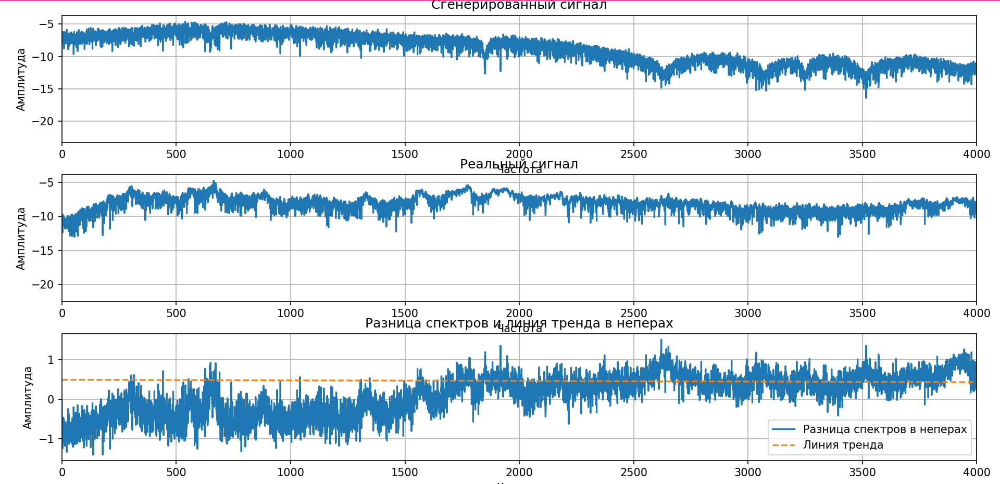 Сгенерированный сигнал
Амплитуда
−5
−10
−15
−20
0 500 1000 1500 2000 2500 3000 3500 4000
Частота
Реальный сигнал
Амплитуда
−5
−10
−15
−20
0 500 1000 1500 2000 2500 3000 3500 4000
Частота
Разница спектров и линия тренда в неперах
Амплитуда
1
0
−1
Разница спектров в неперах
Линия тренда
0 500 1000 1500 2000 2500 3000 3500 4000